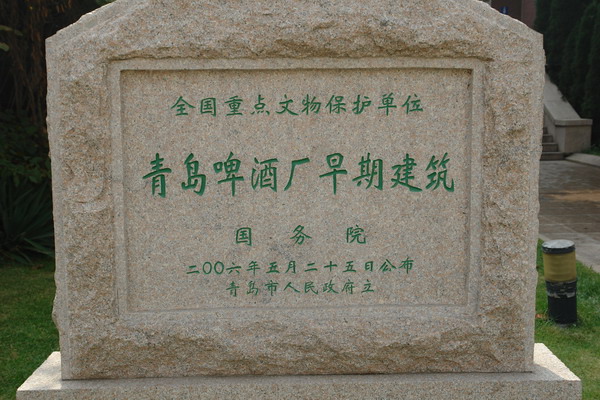 全国重点文物保护单位
青岛啤酒厂早期建筑
国务院
二〇〇六年五月二十五日公布
青岛市人民政府立